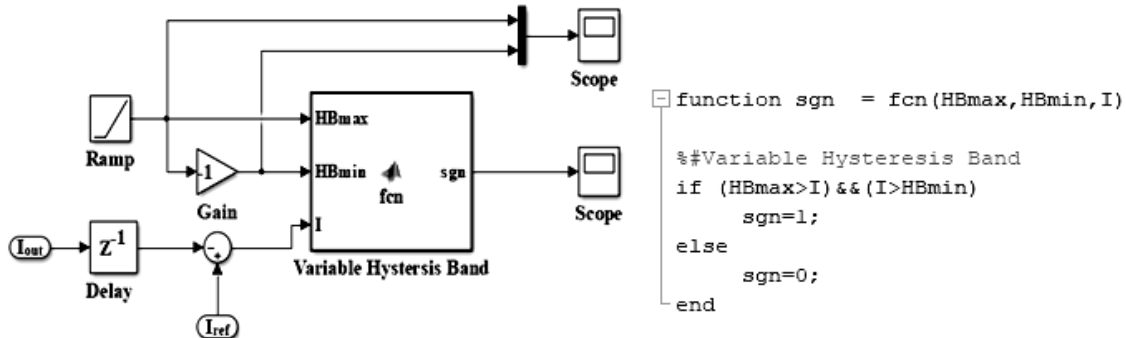 Scope
Ramp
-1
Gain
HBmax
HBmin
fcn
sgn
I
Scope
Iout
Z-1
Delay
-
+
Iref
Variable Hystersis Band
function sgn = fcn(HBmax,HBmin,I)
%#Variable Hysteresis Band
if (HBmax>I)&&(I>HBmin)
sgn=1;
else
sgn=0;
end